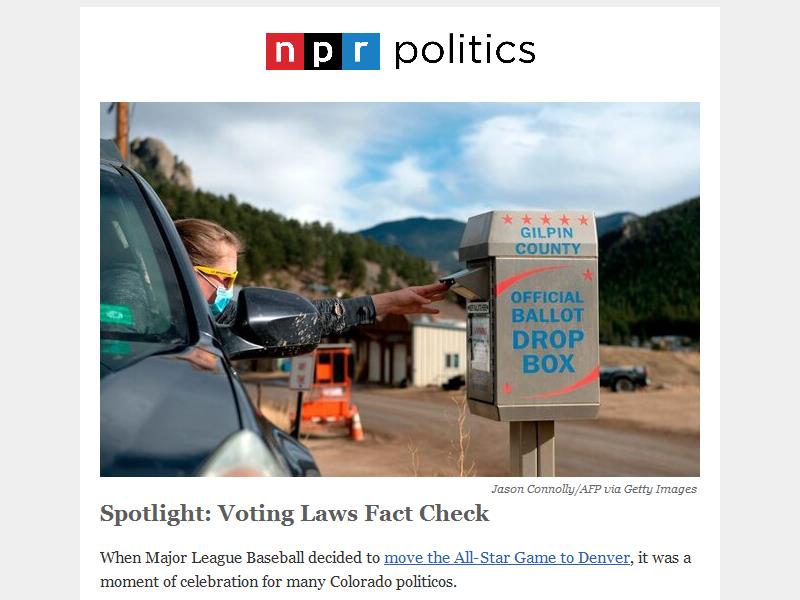 npr politics
GILPIN
COUNTY
OFFICIAL
BALLOT
DROP
BOX
Jason Connolly/AFP via Getty Images
Spotlight: Voting Laws Fact Check
When Major League Baseball decided to move the All-Star Game to Denver, it was a
moment of celebration for many Colorado politicos.